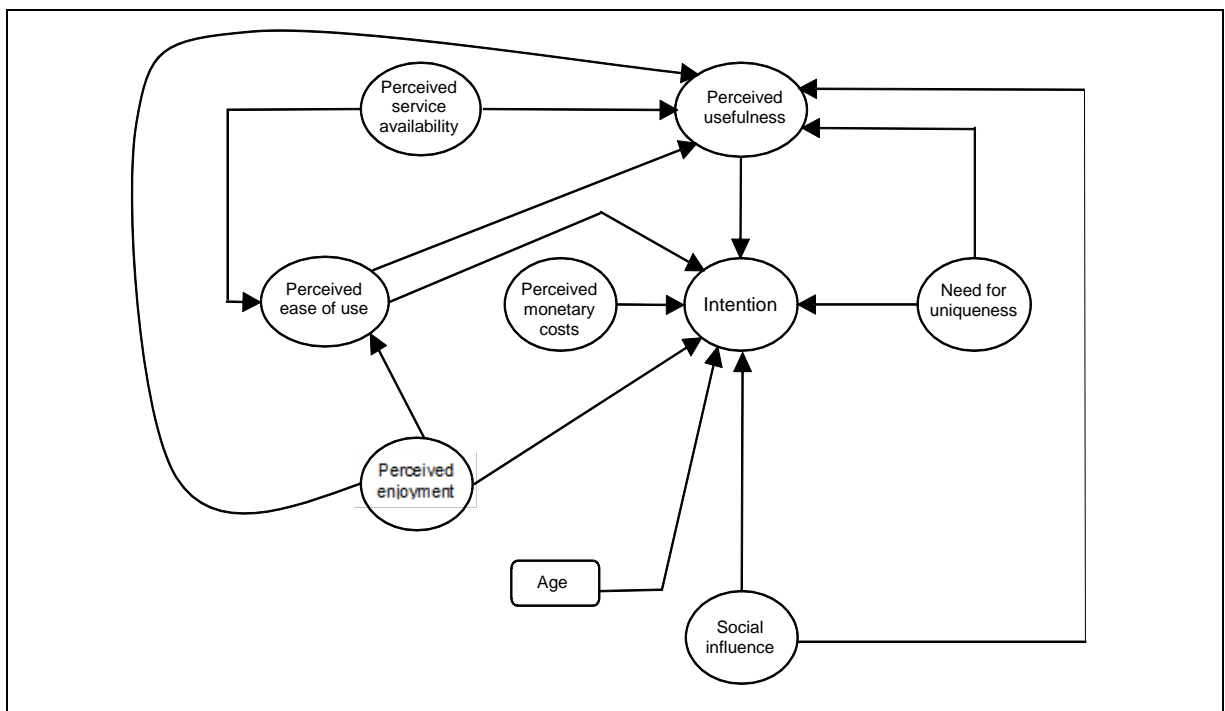 Perceived
service
availability
Perceived
usefulness
Perceived
ease of use
Perceived
monetary
costs
Intention
Need for
uniqueness
Perceived
enjoyment
Age
Social
influence